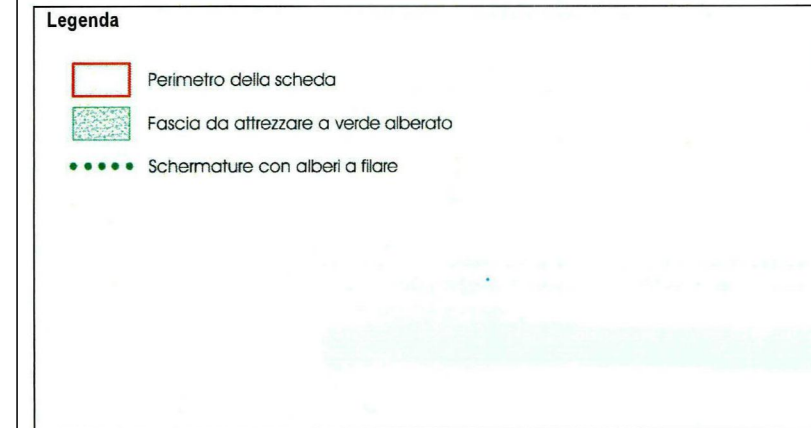 Legenda
Perimetro della scheda
Fascia da attrezzare a verde alberato
Schermature con alberi a filare